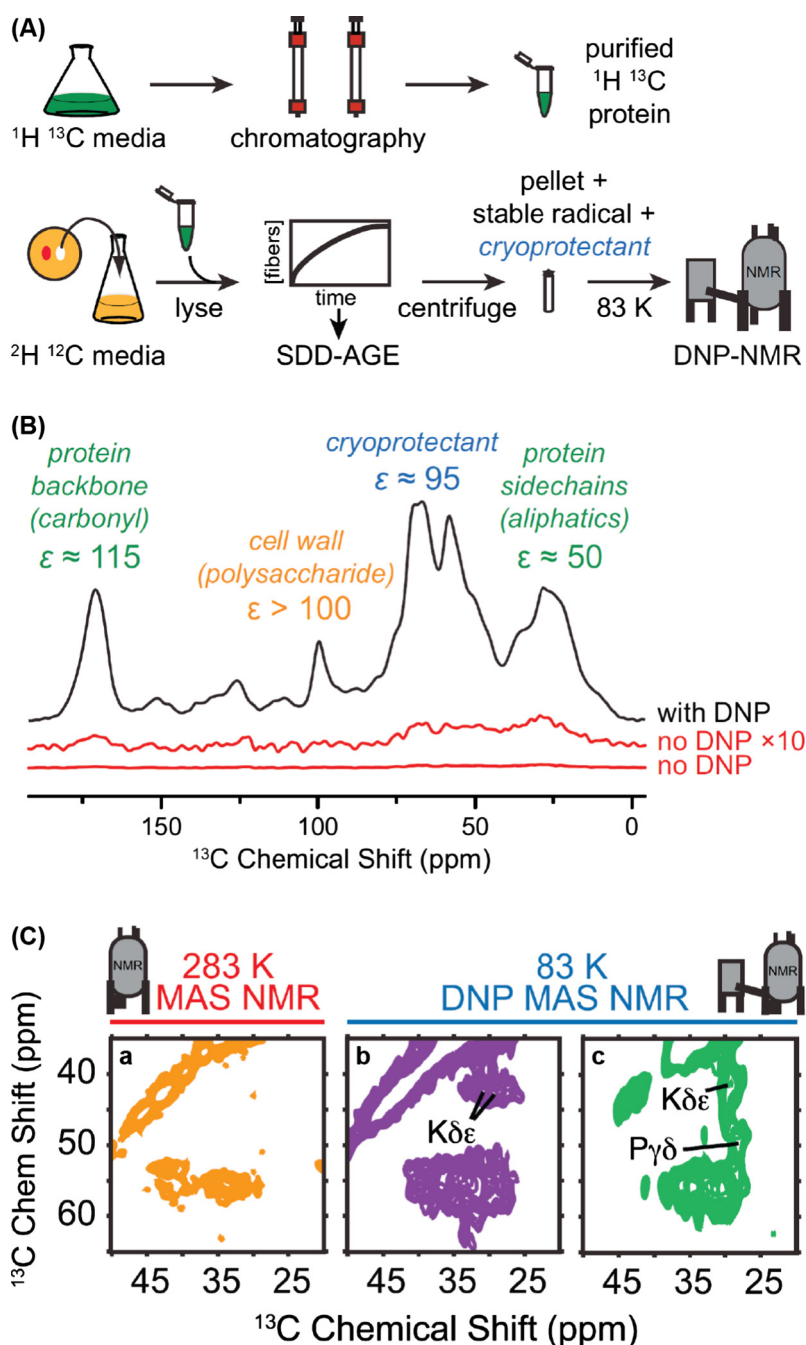 (A)
purified
¹H ¹³C
protein
¹H ¹³C media
chromatography
pellet +
stable radical +
cryoprotectant
[fibers]
time
lyse
centrifuge
83 K
NMR
²H ¹²C media
SDD-AGE
DNP-NMR
(B)
protein
backbone
(carbonyl)
ε ≈ 115
cell wall
(polysaccharide)
ε > 100
cryoprotectant
ε ≈ 95
protein
sidechains
(aliphatics)
ε ≈ 50
with DNP
no DNP ×10
no DNP
150 100 50 0
¹³C Chemical Shift (ppm)
(C)
NMR
283 K
MAS NMR
83 K
DNP MAS NMR
NMR
¹³C Chem Shift (ppm)
40
50
60
a
b
Kδε
c
Kδε
Pγδ
45 35 25 45 35 25 45 35 25
¹³C Chemical Shift (ppm)